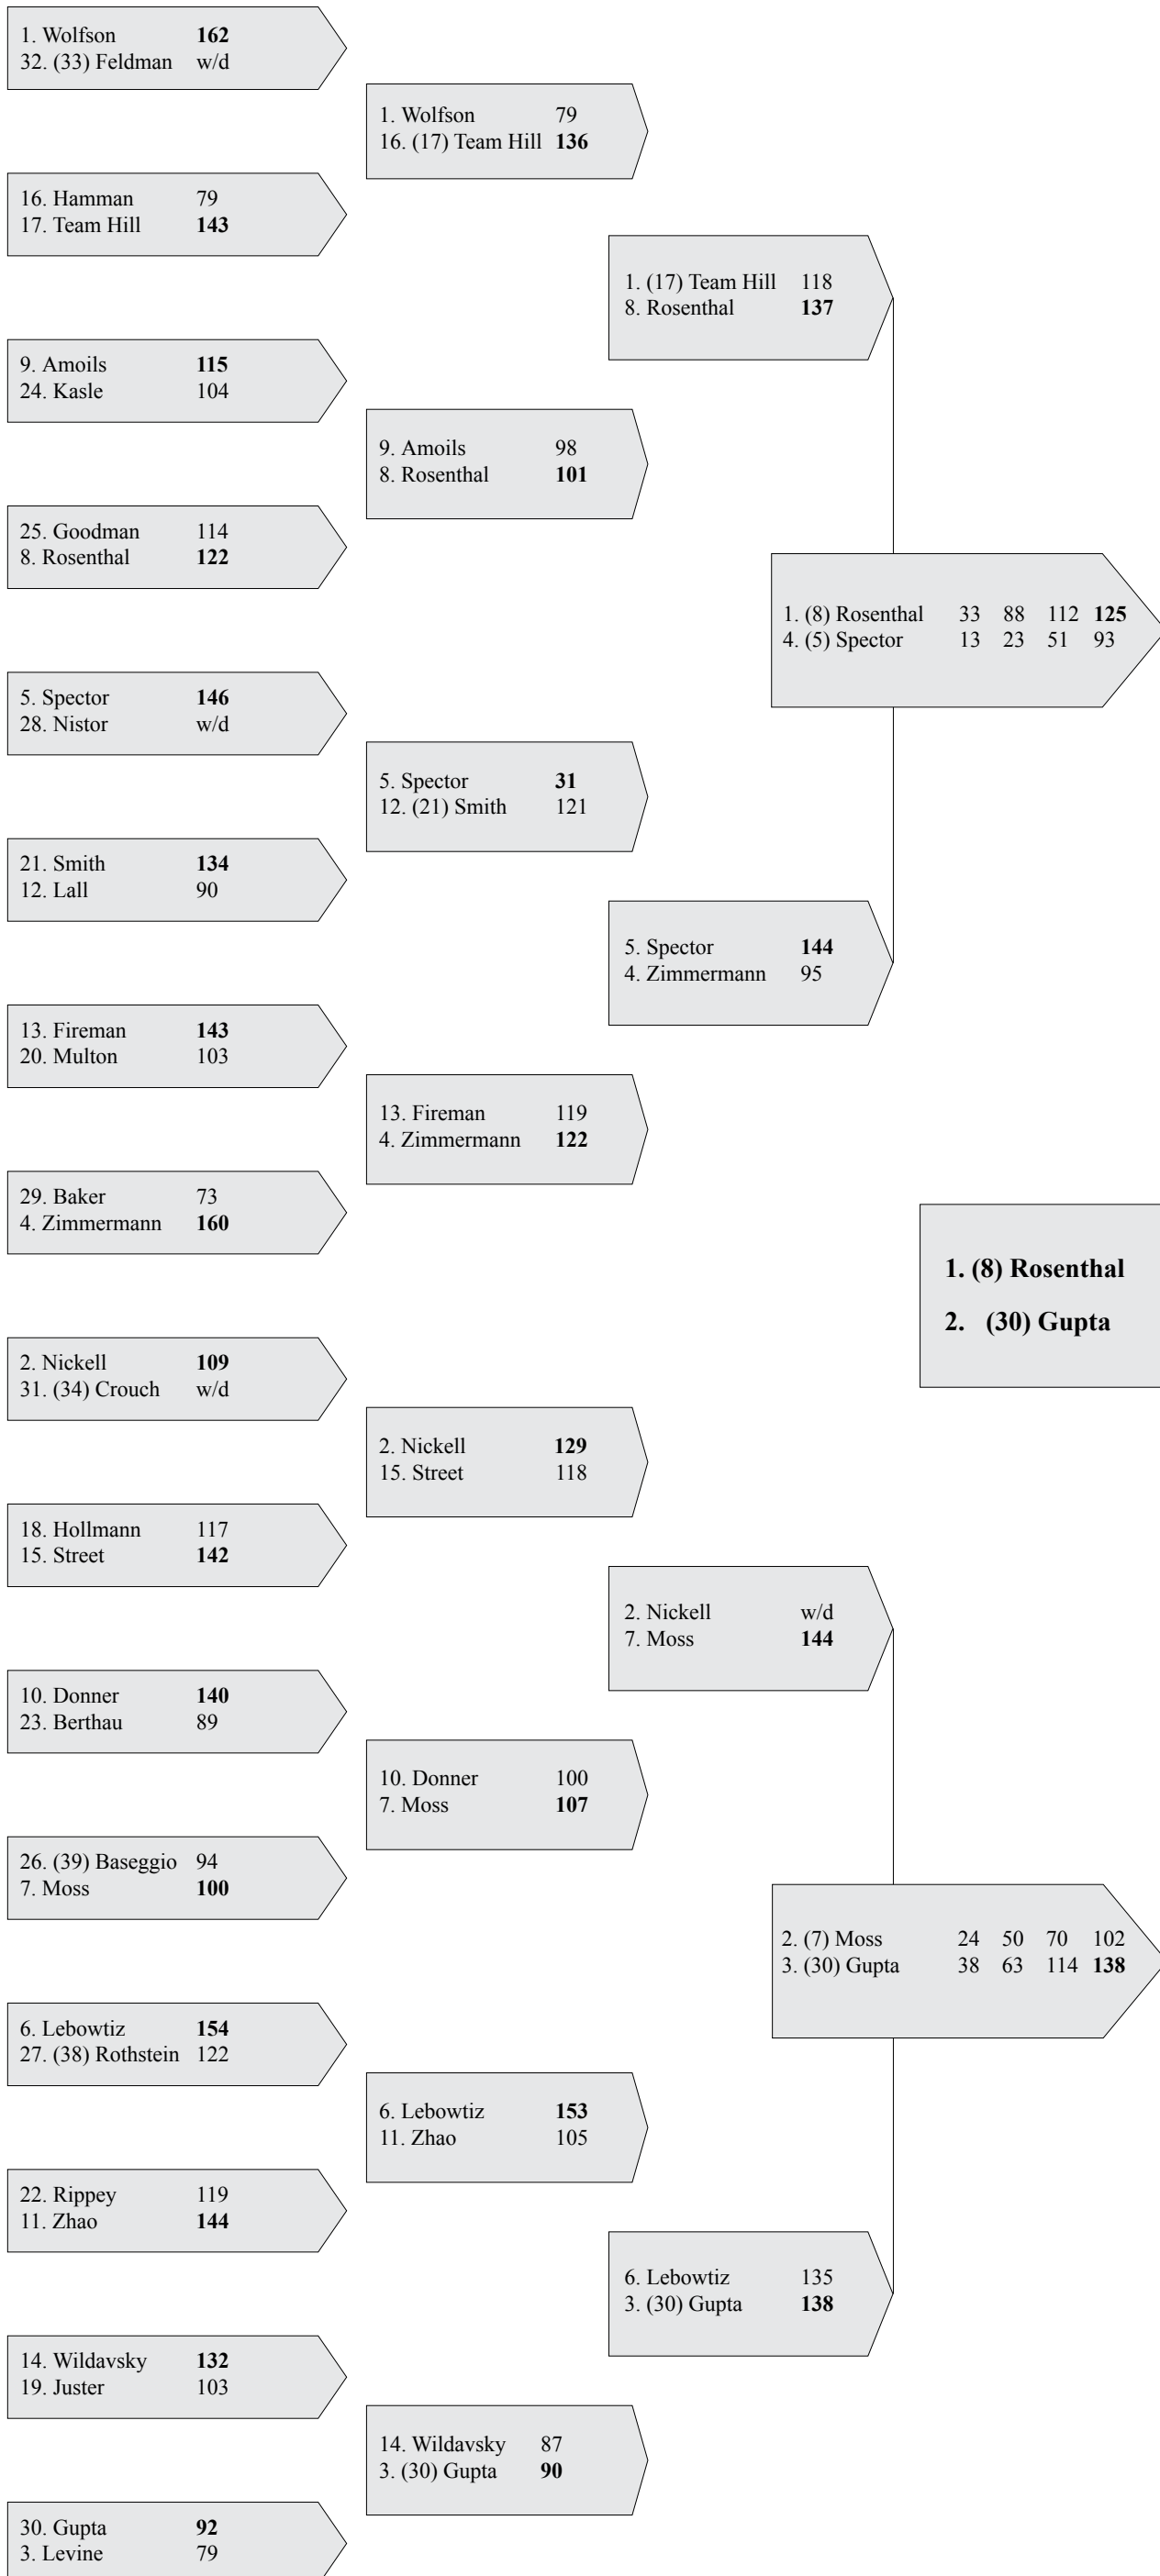 1. Wolfson 162
32. (33) Feldman w/d
16. Hamman 79
17. Team Hill 143
9. Amoils 115
24. Kasle 104
25. Goodman 114
8. Rosenthal 122
5. Spector 146
28. Nistor w/d
21. Smith 134
12. Lall 90
13. Fireman 143
20. Multon 103
29. Baker 73
4. Zimmermann 160
2. Nickell 109
31. (34) Crouch w/d
18. Hollmann 117
15. Street 142
10. Donner 140
23. Berthau 89
26. (39) Baseggio 94
7. Moss 100
6. Lebowtiz 154
27. (38) Rothstein 122
22. Rippey 119
11. Zhao 144
14. Wildavsky 132
19. Juster 103
30. Gupta 92
3. Levine 79
1. Wolfson 79
16. (17) Team Hill 136
9. Amoils 98
8. Rosenthal 101
5. Spector 31
12. (21) Smith 121
13. Fireman 119
4. Zimmermann 122
2. Nickell 129
15. Street 118
10. Donner 100
7. Moss 107
6. Lebowtiz 153
11. Zhao 105
14. Wildavsky 87
3. (30) Gupta 90
1. (17) Team Hill 118
8. Rosenthal 137
5. Spector 144
4. Zimmermann 95
2. Nickell w/d
7. Moss 144
6. Lebowtiz 135
3. (30) Gupta 138
1. (8) Rosenthal 33 88 112 125
4. (5) Spector 13 23 51 93
2. (7) Moss 24 50 70 102
3. (30) Gupta 38 63 114 138
1. (8) Rosenthal
2. (30) Gupta